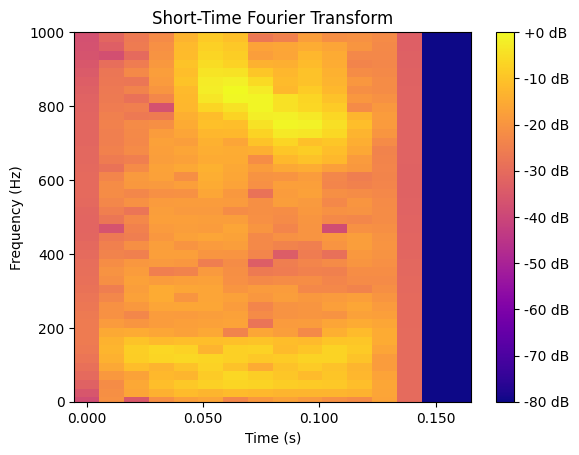 Short-Time Fourier Transform
1000
800
600
400
200
0
Frequency (Hz)
0.000
0.050
0.100
0.150
Time (s)
+0 dB
-10 dB
-20 dB
-30 dB
-40 dB
-50 dB
-60 dB
-70 dB
-80 dB